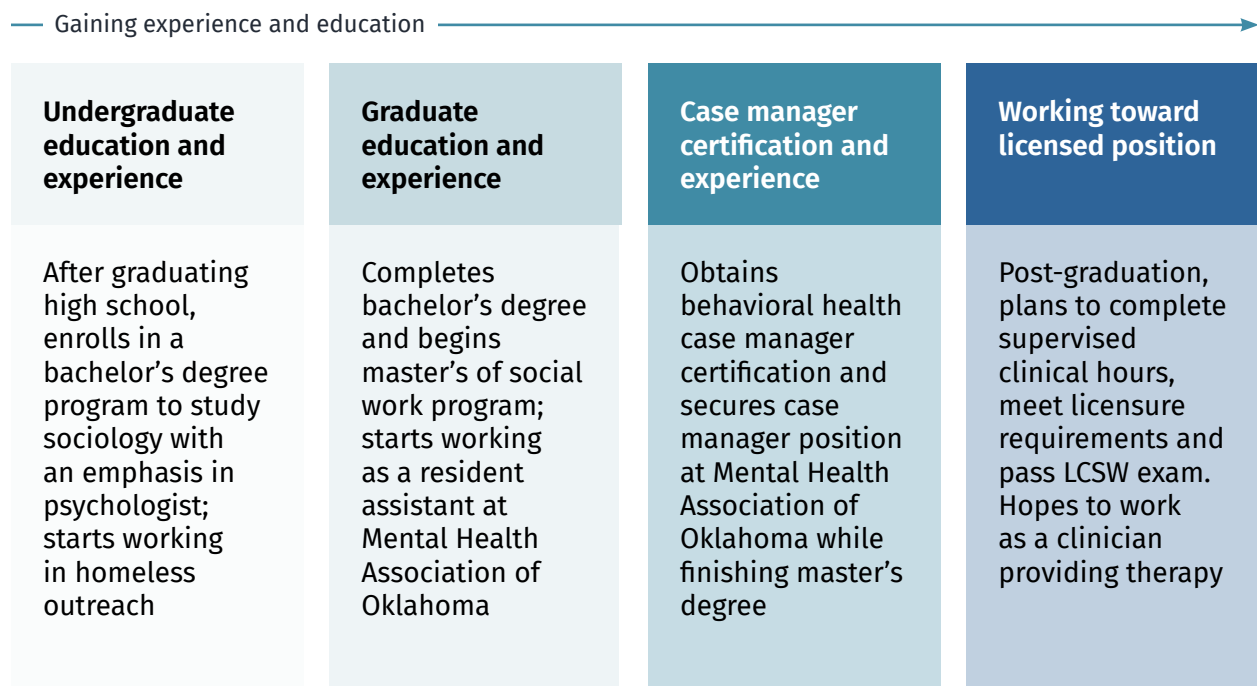 Gaining experience and education
Undergraduate
education and
experience
After graduating
high school,
enrolls in a
bachelor’s degree
program to study
sociology with
an emphasis in
psychologist;
starts working
in homeless
outreach
Graduate
education and
experience
Completes
bachelor’s degree
and begins
master’s of social
work program;
starts working
as a resident
assistant at
Mental Health
Association of
Oklahoma
Case manager
certification and
experience
Obtains
behavioral health
case manager
certification and
secures case
manager position
at Mental Health
Association of
Oklahoma while
finishing master’s
degree
Working toward
licensed position
Post-graduation,
plans to complete
supervised
clinical hours,
meet licensure
requirements and
pass LCSW exam.
Hopes to work
as a clinician
providing therapy